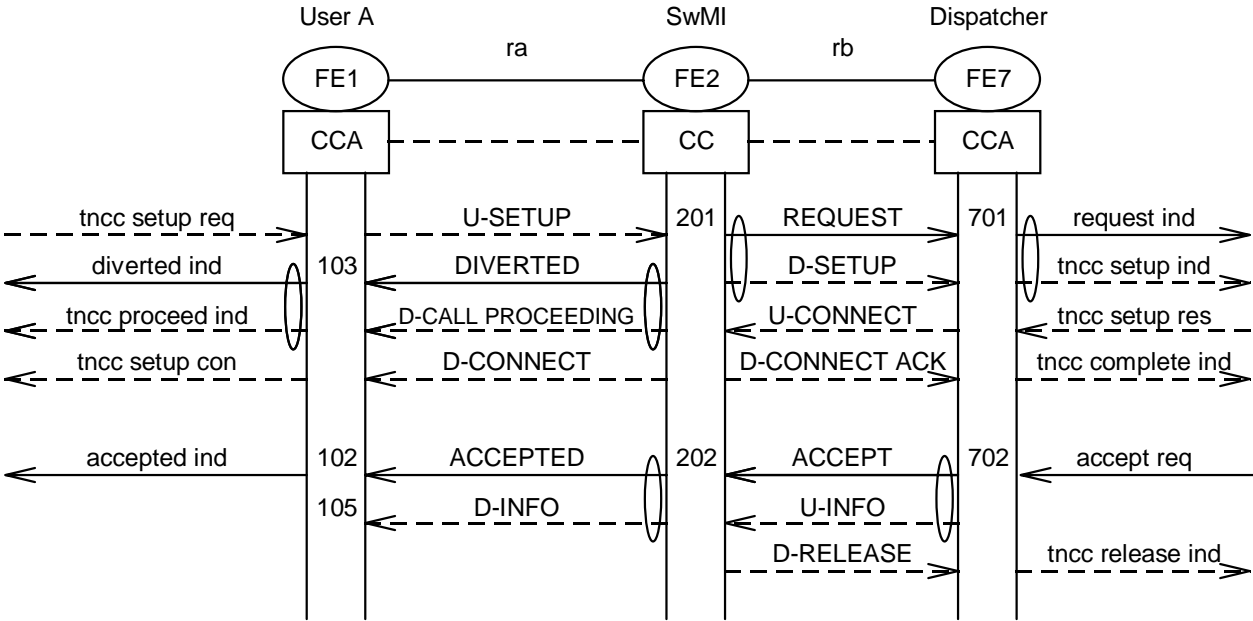 User A SwMI Dispatcher
ra rb
FE1 FE2 FE7
CCA CC CCA
tncc setup req U-SETUP 201 REQUEST 701 request ind
diverted ind 103 DIVERTED D-SETUP tncc setup ind
tncc proceed ind D-CALL PROCEEDING U-CONNECT tncc setup res
tncc setup con D-CONNECT D-CONNECT ACK tncc complete ind
accepted ind 102 ACCEPTED 202 ACCEPT 702 accept req
105 D-INFO U-INFO
D-RELEASE tncc release ind